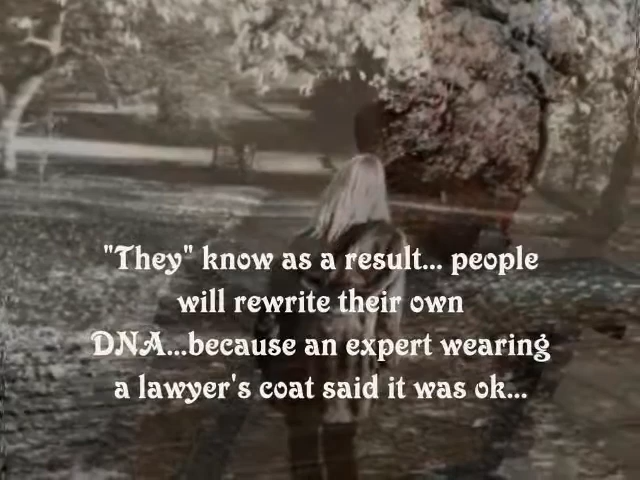 "They" know as a result... people
will rewrite their own
DNA...because an expert wearing
a lawyer's coat said it was ok...